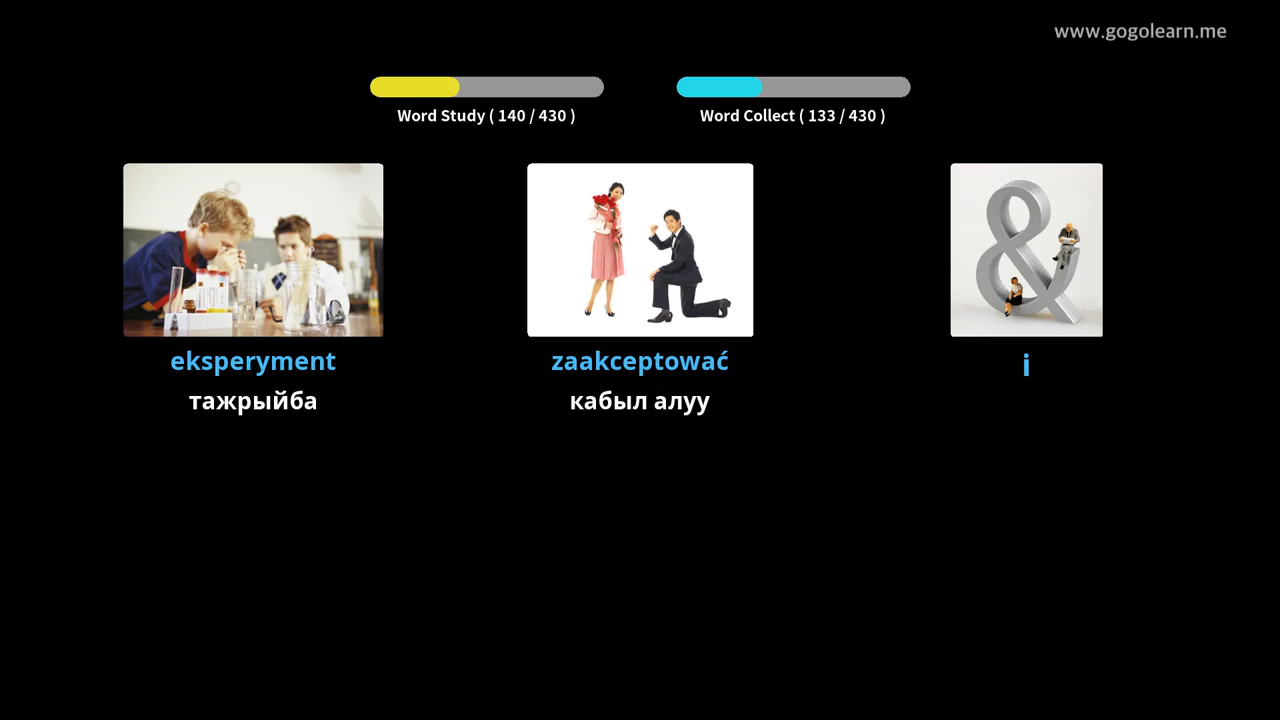 www.gogolearn.me
Word Study ( 140 / 430 )
Word Collect ( 133 / 430 )
eksperyment
тажрыйба
zaakceptować
кабыл алуу
&
i